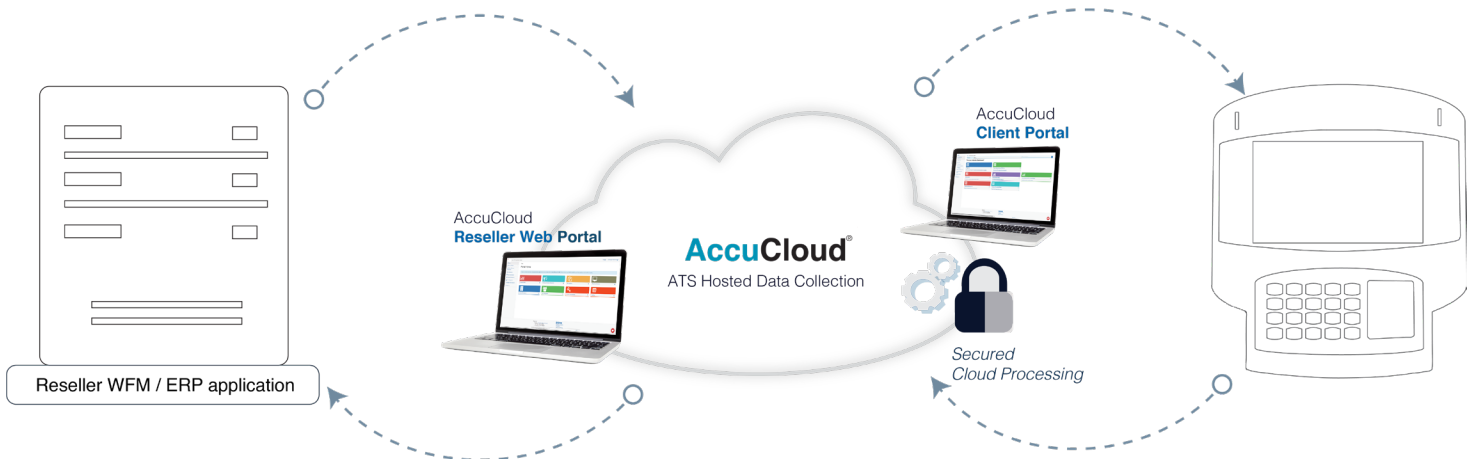 AccuCloud
Client Portal
AccuCloud
Reseller Web Portal
AccuCloud®
ATS Hosted Data Collection
Secured
Cloud Processing
Reseller WFM / ERP application